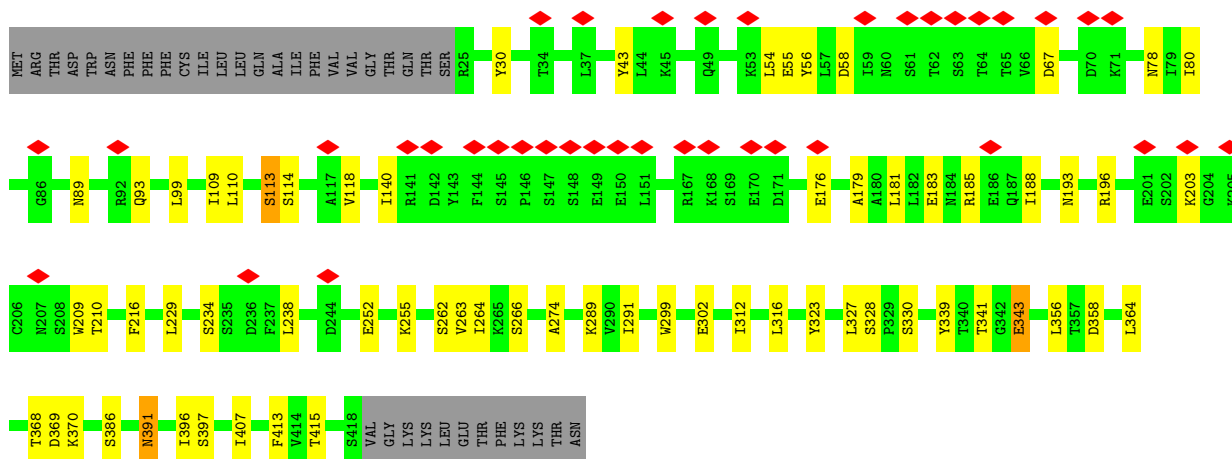 MET ARG THR ASP TRP ASN PHE PHE PHE CYS ILE LEU LEU GLN ALA ILE PHE VAL VAL GLY THR GLN THR SER R25 Y30 T34 L37 Y43 L44 K45 Q49 K53 L54 E55 Y56 L57 D58 I59 N60 S61 T62 S63 T64 T65 V66 D67 D70 K71 N78 I79 I80
G86 N89 R92 Q93 L99 I109 L110 S113 S114 A117 V118 I140 R141 D142 Y143 F144 S145 P146 S147 S148 E149 E150 L151 R167 K168 S169 E170 D171 E176 A179 A180 L181 L182 E183 N184 R185 E186 Q187 I188 N193 R196 E201 S202 K203 G204 K205
C206 N207 S208 W209 T210 F216 L229 S234 S235 D236 F237 L238 D244 E252 K255 S262 V263 I264 K265 S266 A274 K289 V290 I291 W299 E302 I312 L316 Y323 L327 S328 P329 S330 Y339 T340 T341 G342 E343 L356 T357 D358 L364
T368 D369 K370 S386 N391 I396 S397 I407 F413 V414 T415 S418 VAL GLY LYS LYS LEU GLU THR PHE LYS LYS THR ASN